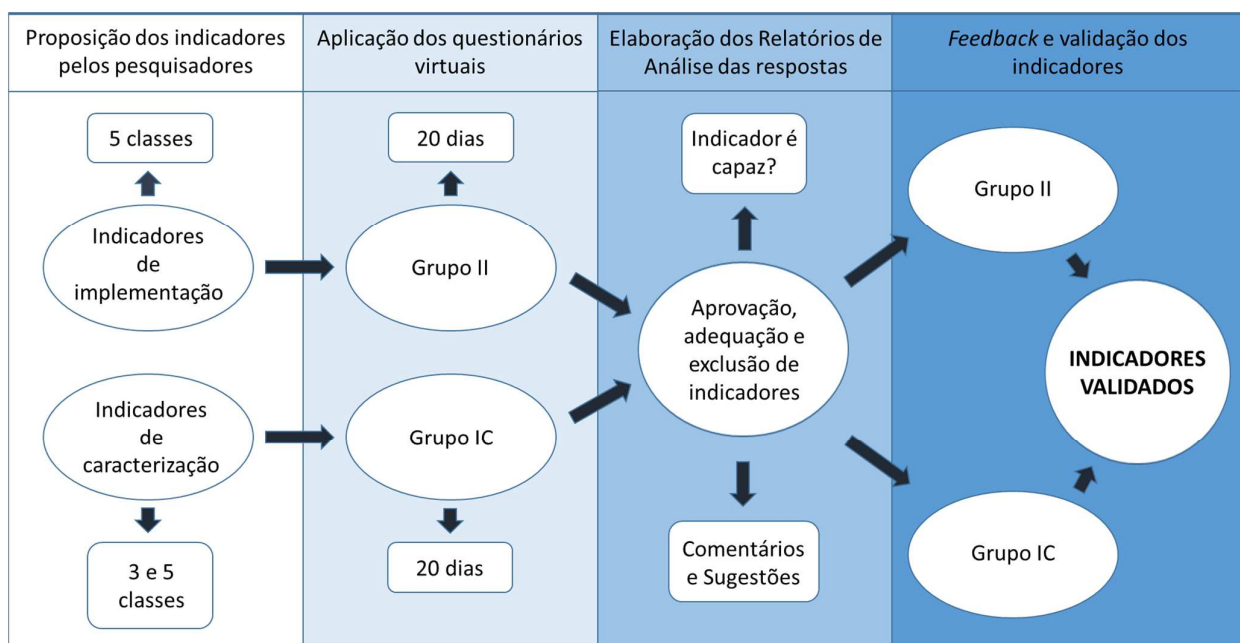 Proposição dos indicadores
pelos pesquisadores
Aplicação dos questionários
virtuais
Elaboração dos Relatórios de
Análise das respostas
Feedback e validação dos
indicadores
5 classes
Indicadores
de
implementação
Indicadores
de
caracterização
3 e 5
classes
20 dias
Grupo II
Grupo IC
20 dias
Indicador é
capaz?
Aprovação,
adequação e
exclusão de
indicadores
Comentários
e Sugestões
Grupo II
INDICADORES
VALIDADOS
Grupo IC